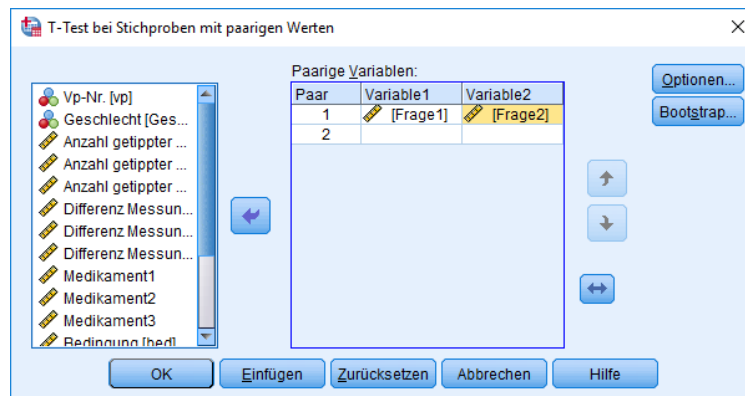 T-Test bei Stichproben mit paarigen Werten
Vp-Nr. [vp]
Geschlecht [Ges...
Anzahl getippter ...
Anzahl getippter ...
Anzahl getippter ...
Differenz Messun...
Differenz Messun...
Differenz Messun...
Medikament1
Medikament2
Medikament3
Bedingung [bed]
Paarige Variablen:
Paar Variable1 Variable2
1 [Frage1] [Frage2]
2
Optionen...
Bootstrap...
OK Einfügen Zurücksetzen Abbrechen Hilfe